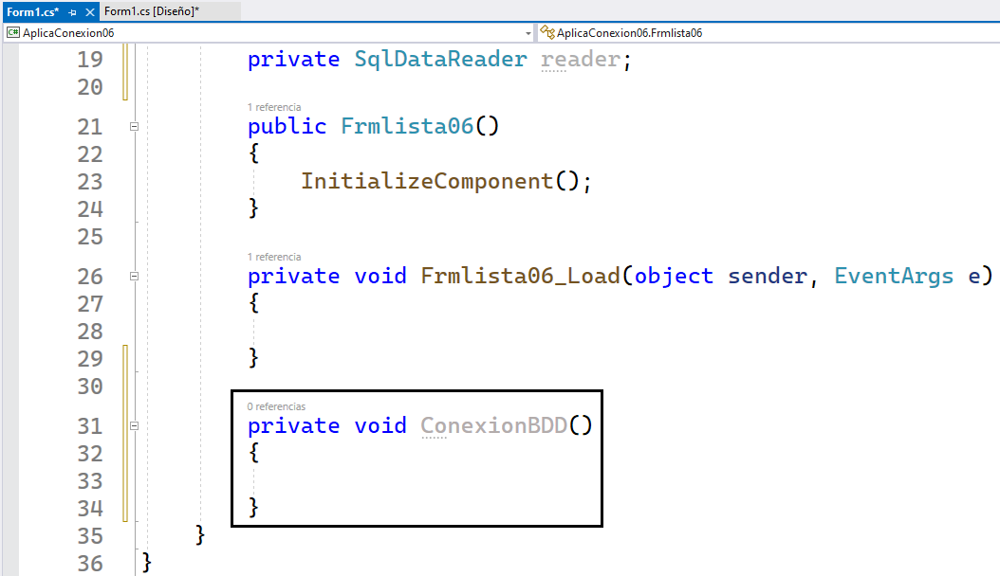 Form1.cs* Form1.cs [Diseño]*
C# AplicaConexion06 AplicaConexion06.Frmlista06
19 private SqlDataReader reader;
20
1 referencia
21 public Frmlista06()
22 {
23 InitializeComponent();
24 }
25
1 referencia
26 private void Frmlista06_Load(object sender, EventArgs e)
27 {
28
29 }
30
0 referencias
31 private void ConexionBDD()
32 {
33
34 }
35 }
36 }